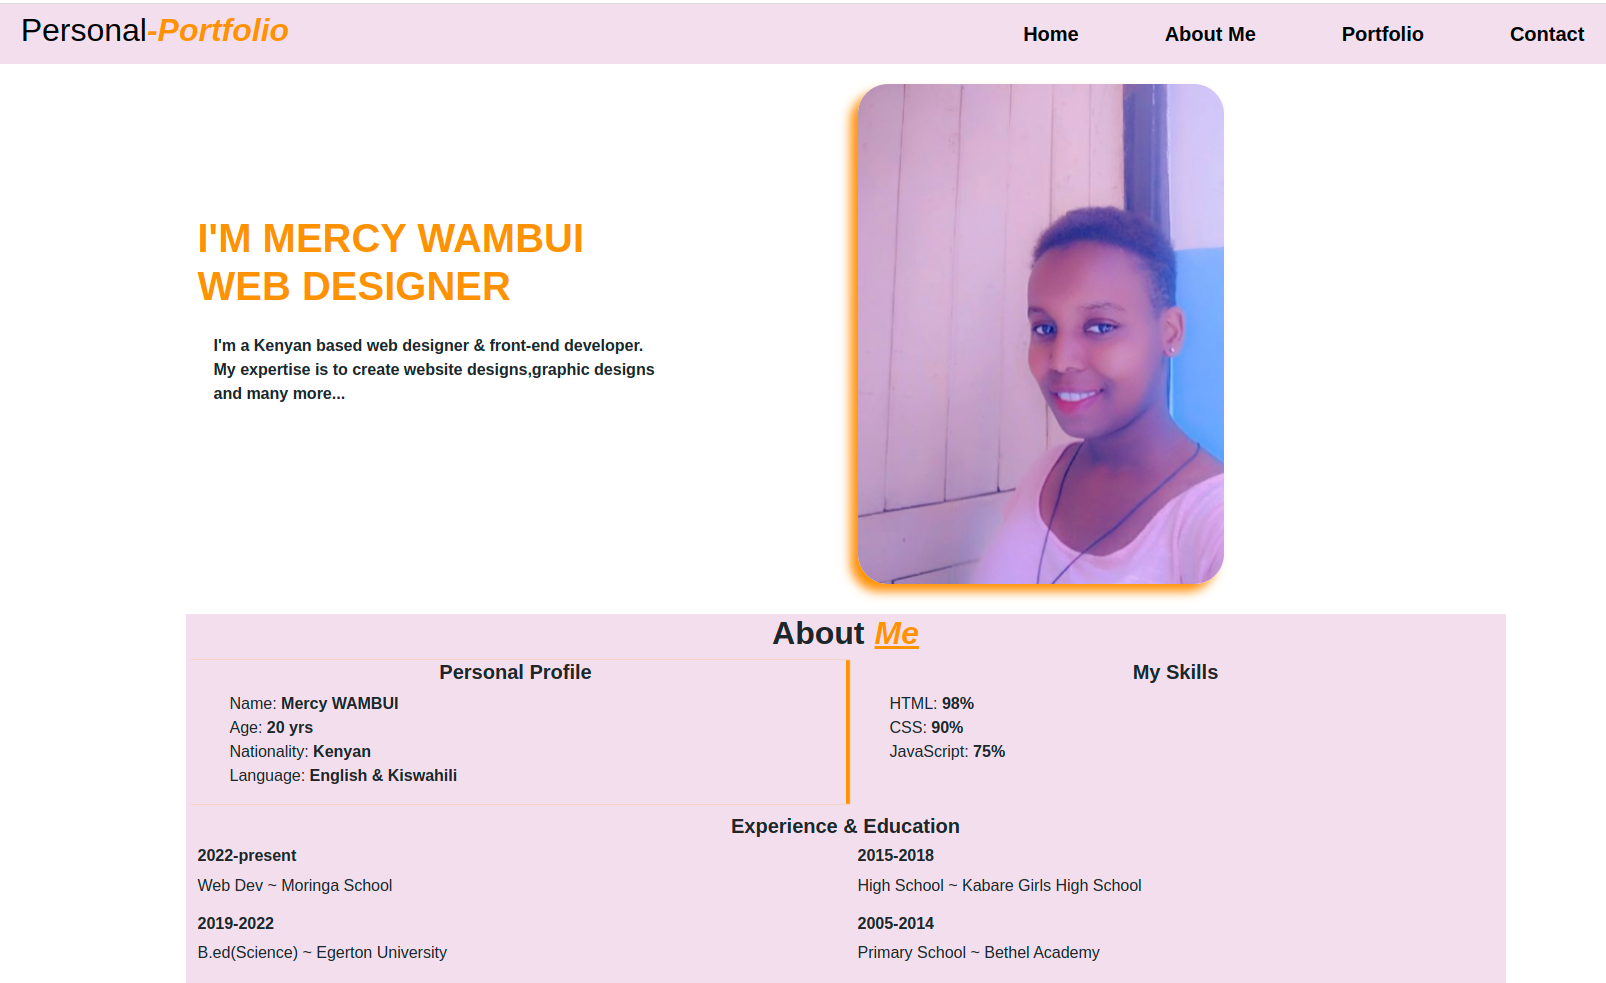 Personal-Portfolio
Home About Me Portfolio Contact
I'M MERCY WAMBUI
WEB DESIGNER
I'm a Kenyan based web designer & front-end developer.
My expertise is to create website designs,graphic designs
and many more...
About Me
Personal Profile
Name: Mercy WAMBUI
Age: 20 yrs
Nationality: Kenyan
Language: English & Kiswahili
My Skills
HTML: 98%
CSS: 90%
JavaScript: 75%
Experience & Education
2022-present
Web Dev ~ Moringa School
2019-2022
B.ed(Science) ~ Egerton University
2015-2018
High School ~ Kabare Girls High School
2005-2014
Primary School ~ Bethel Academy